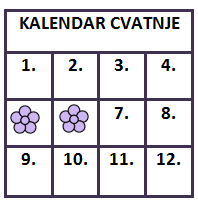 KALENDAR CVATNJE
1. 2. 3. 4.
7. 8.
9. 10. 11. 12.